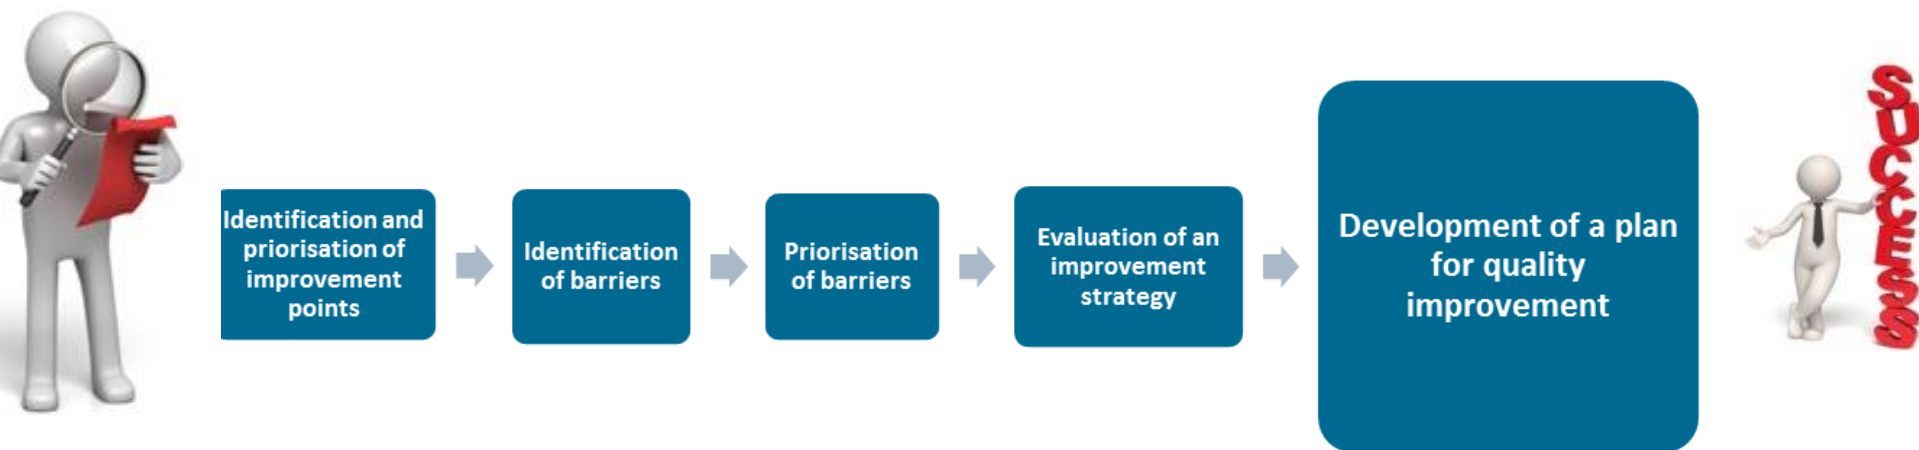 Identification and
priorisation of
improvement
points
Identification
of barriers
Priorisation
of barriers
Evaluation of an
improvement
strategy
Development of a plan
for quality
improvement
SUCCESS